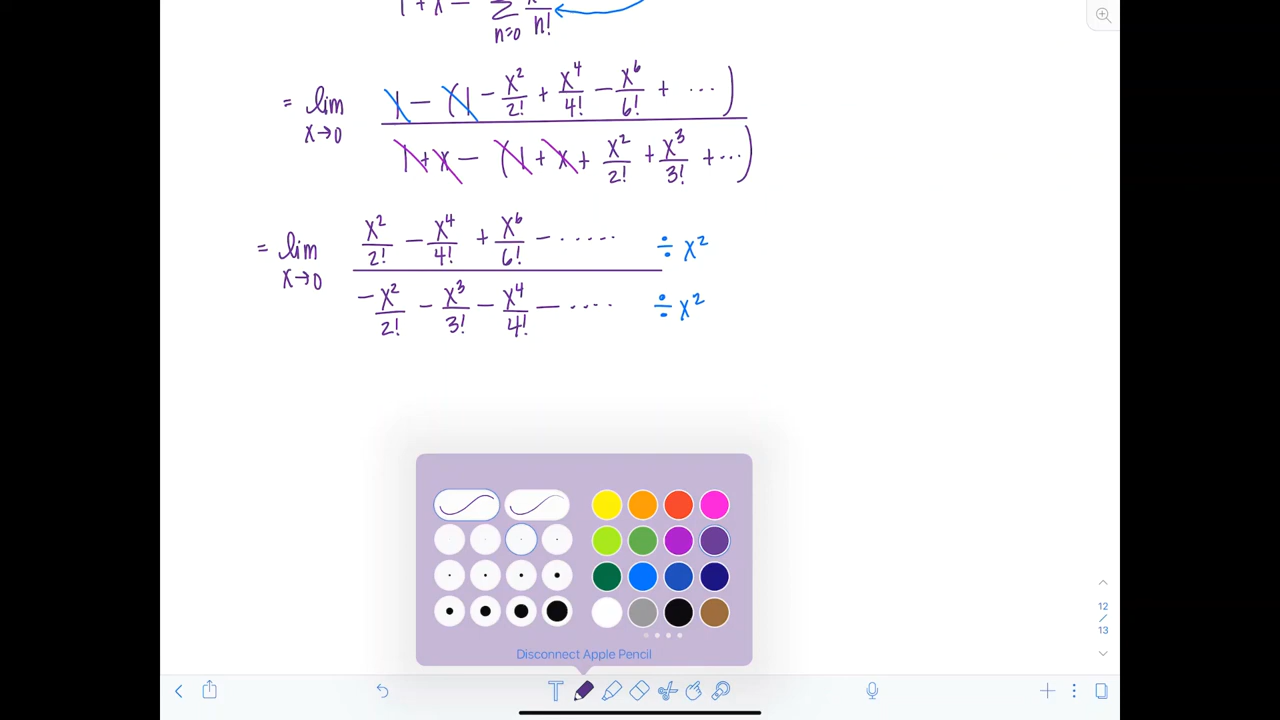 1 + x − ∑ n=0 n!
= lim x→0 1 − (1 − x²/2! + x⁴/4! − x⁶/6! + ...)
1 + x − (1 + x + x²/2! + x³/3! + ...)
= lim x→0 x²/2! − x⁴/4! + x⁶/6! − ..... ÷ x²
−x²/2! − x³/3! − x⁴/4! − .... ÷ x²
12
/
13
Disconnect Apple Pencil
T